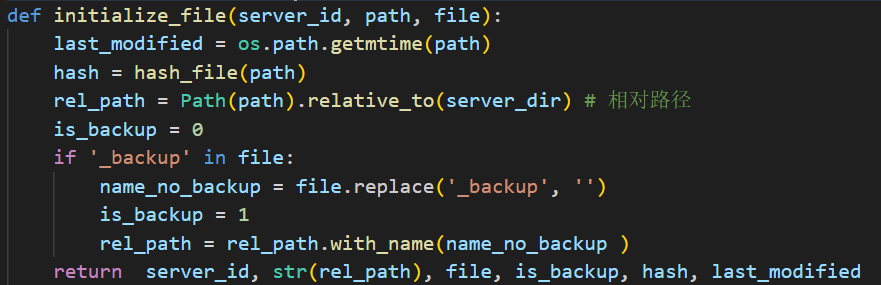 def initialize_file(server_id, path, file):
    last_modified = os.path.getmtime(path)
    hash = hash_file(path)
    rel_path = Path(path).relative_to(server_dir) # 相对路径
    is_backup = 0
    if '_backup' in file:
        name_no_backup = file.replace('_backup', '')
        is_backup = 1
        rel_path = rel_path.with_name(name_no_backup )
    return  server_id, str(rel_path), file, is_backup, hash, last_modified